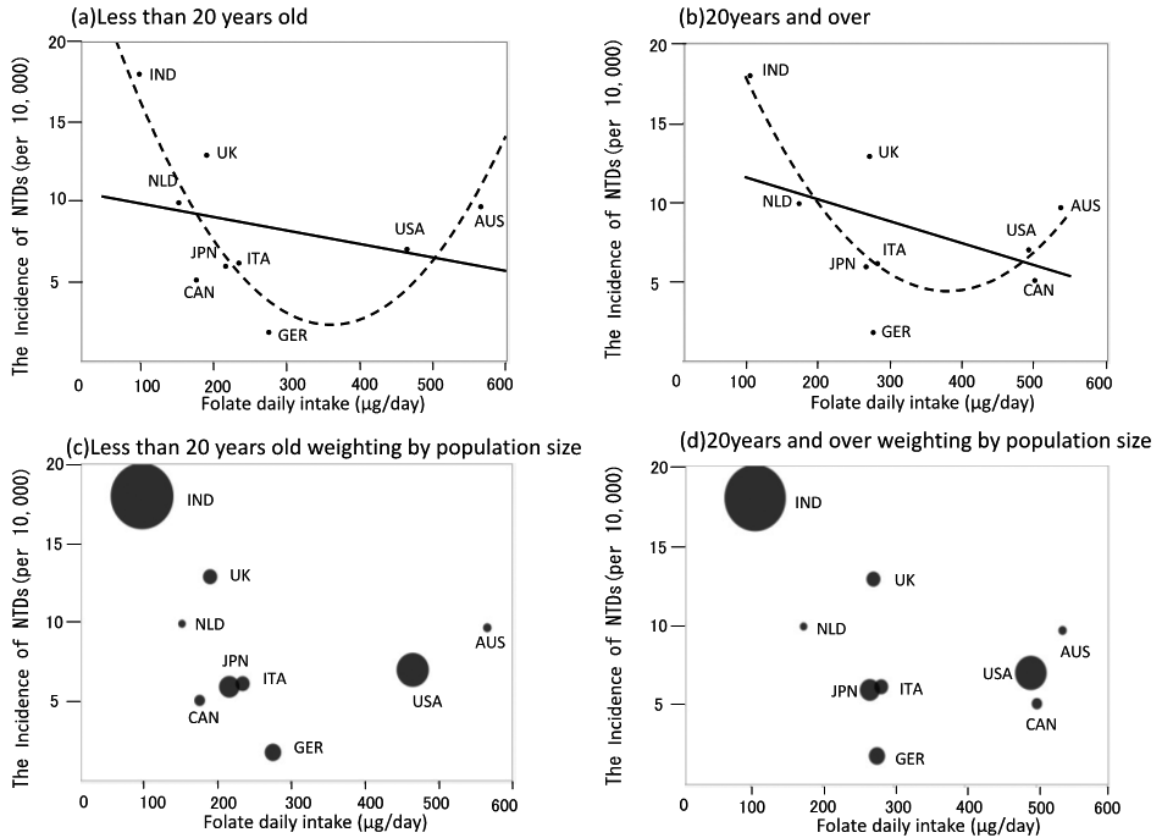 (a)Less than 20 years old
The Incidence of NTDs(per 10,000)
20
15
10
5
IND
UK
NLD
JPN
ITA
CAN
GER
USA
AUS
0 100 200 300 400 500 600
Folate daily intake (μg/day)
(b)20years and over
The Incidence of NTDs(per 10,000)
20
15
10
5
IND
UK
NLD
JPN
ITA
GER
USA
AUS
CAN
0 100 200 300 400 500 600
Folate daily intake (μg/day)
(c)Less than 20 years old weighting by population size
The Incidence of NTDs(per 10,000)
20
15
10
5
IND
UK
NLD
JPN
ITA
CAN
GER
USA
AUS
0 100 200 300 400 500 600
Folate daily intake (μg/day)
(d)20years and over weighting by population size
The Incidence of NTDs(per 10,000)
20
15
10
5
IND
UK
NLD
JPN
ITA
GER
USA
AUS
CAN
0 100 200 300 400 500 600
Folate daily intake (μg/day)